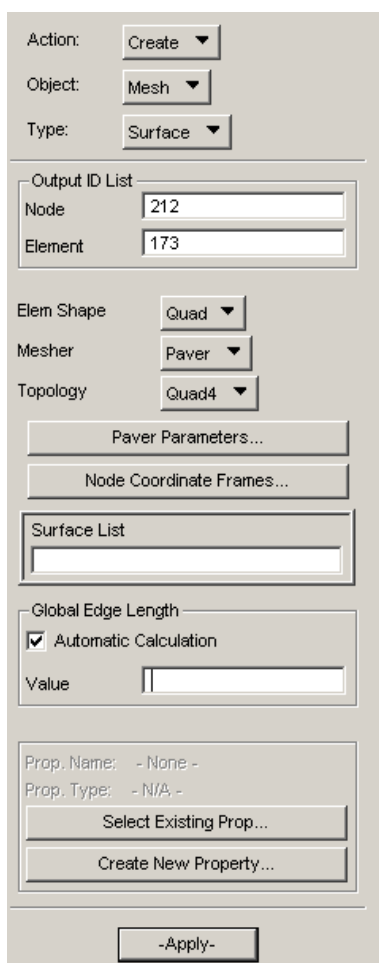 Action: Create
Object: Mesh
Type: Surface
Output ID List
Node 212
Element 173
Elem Shape Quad
Mesher Paver
Topology Quad4
Paver Parameters...
Node Coordinate Frames...
Surface List
Global Edge Length
Automatic Calculation
Value
Prop. Name: - None -
Prop. Type: - N/A -
Select Existing Prop...
Create New Property...
-Apply-